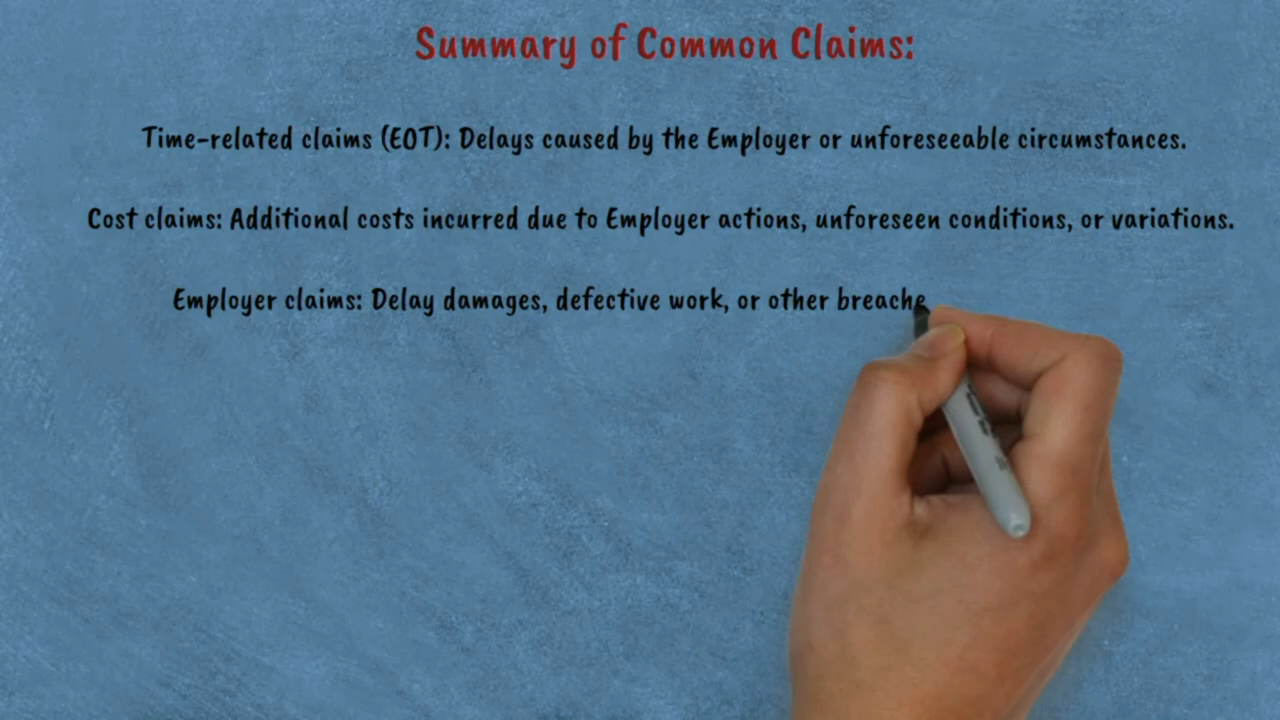 Summary of Common Claims:
Time-related claims (EOT): Delays caused by the Employer or unforeseeable circumstances.
Cost claims: Additional costs incurred due to Employer actions, unforeseen conditions, or variations.
Employer claims: Delay damages, defective work, or other breache